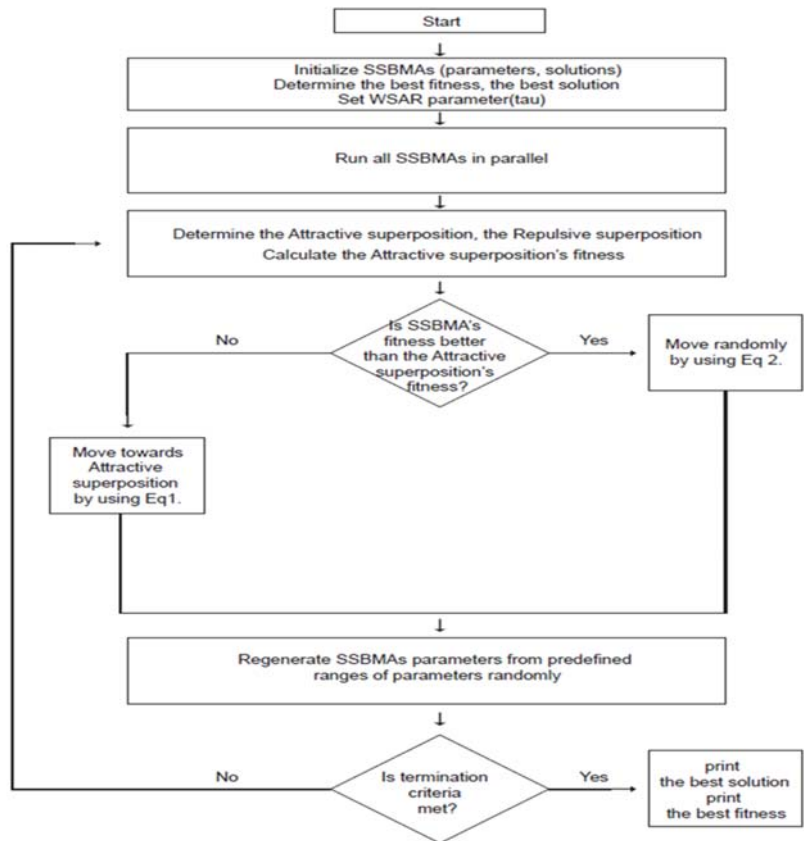 Start
Initialize SSBMAs (parameters, solutions)
Determine the best fitness, the best solution
Set WSAR parameter(tau)
Run all SSBMAs in parallel
Determine the Attractive superposition, the Repulsive superposition
Calculate the Attractive superposition's fitness
Is SSBMA's
fitness better
than the Attractive
superposition's
fitness?
No
Yes
Move randomly
by using Eq 2.
Move towards
Attractive
superposition
by using Eq1.
Regenerate SSBMAs parameters from predefined
ranges of parameters randomly
Is termination
criteria
met?
No
Yes
print
the best solution
print
the best fitness